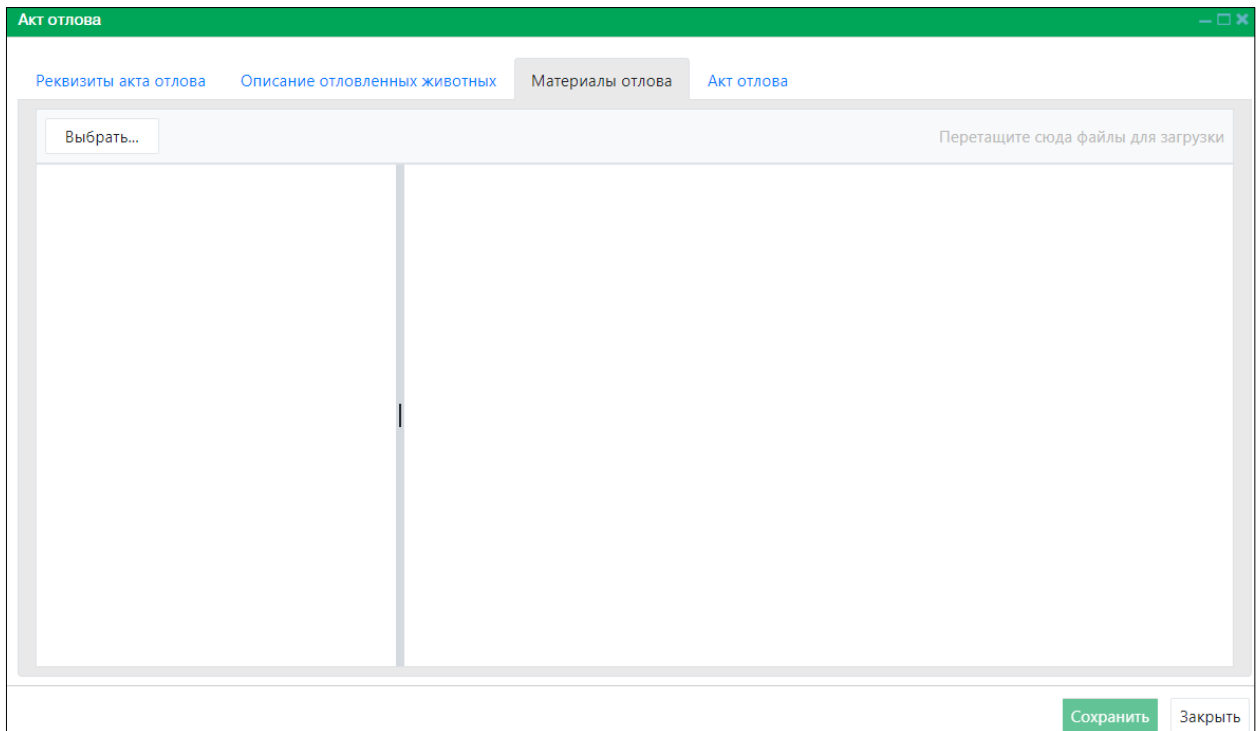 Акт отлова
Реквизиты акта отлова Описание отловленных животных Материалы отлова Акт отлова
Выбрать... Перетащите сюда файлы для загрузки
Сохранить Закрыть